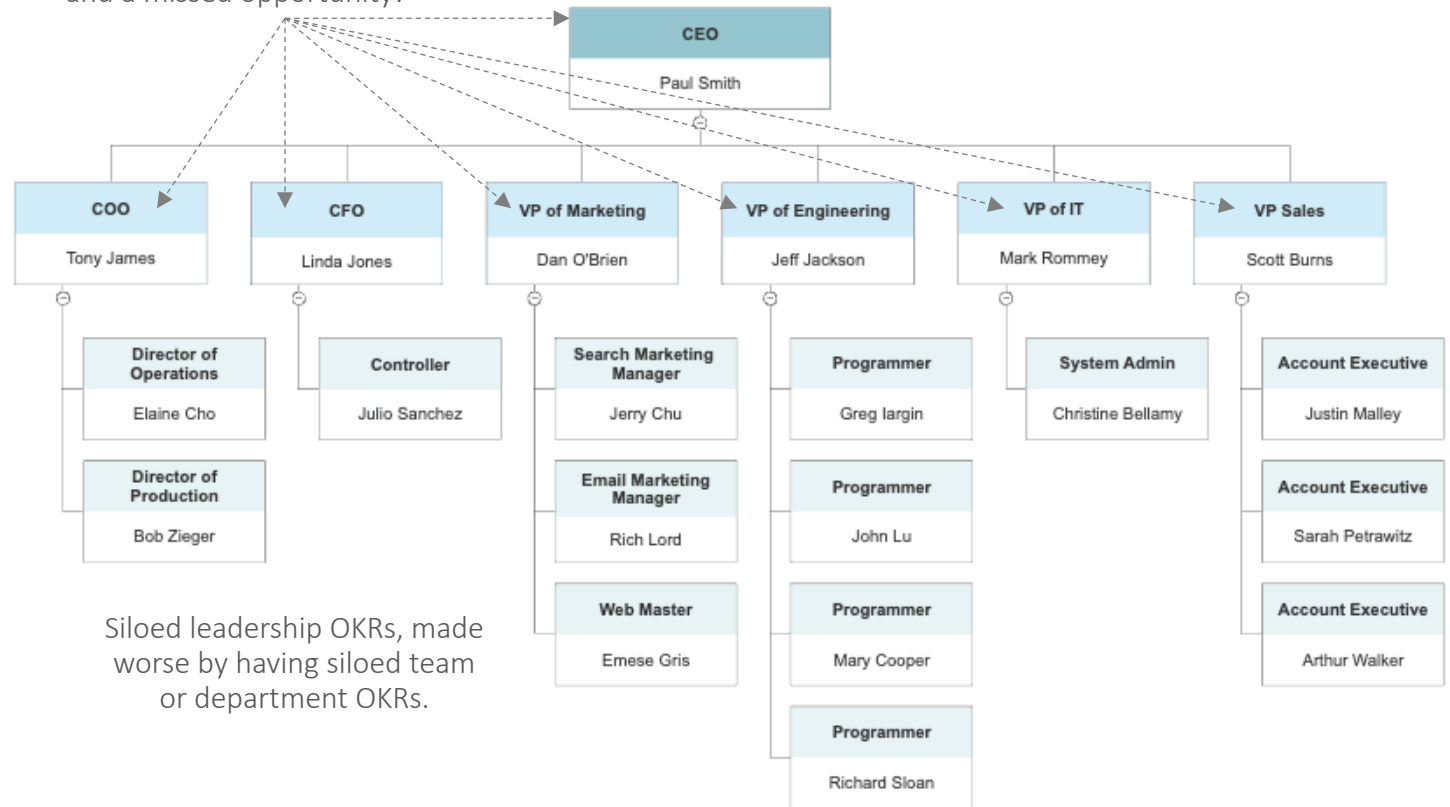 and a missed opportunity.
CEO
Paul Smith
COO
Tony James
CFO
Linda Jones
VP of Marketing
Dan O'Brien
VP of Engineering
Jeff Jackson
VP of IT
Mark Rommey
VP Sales
Scott Burns
Director of
Operations
Elaine Cho
Controller
Julio Sanchez
Search Marketing
Manager
Jerry Chu
Programmer
Greg Iargin
System Admin
Christine Bellamy
Account Executive
Justin Malley
Director of
Production
Bob Zieger
Email Marketing
Manager
Rich Lord
Programmer
John Lu
Account Executive
Sarah Petrawitz
Web Master
Emese Gris
Programmer
Mary Cooper
Account Executive
Arthur Walker
Siloed leadership OKRs, made
worse by having siloed team
or department OKRs.
Programmer
Richard Sloan